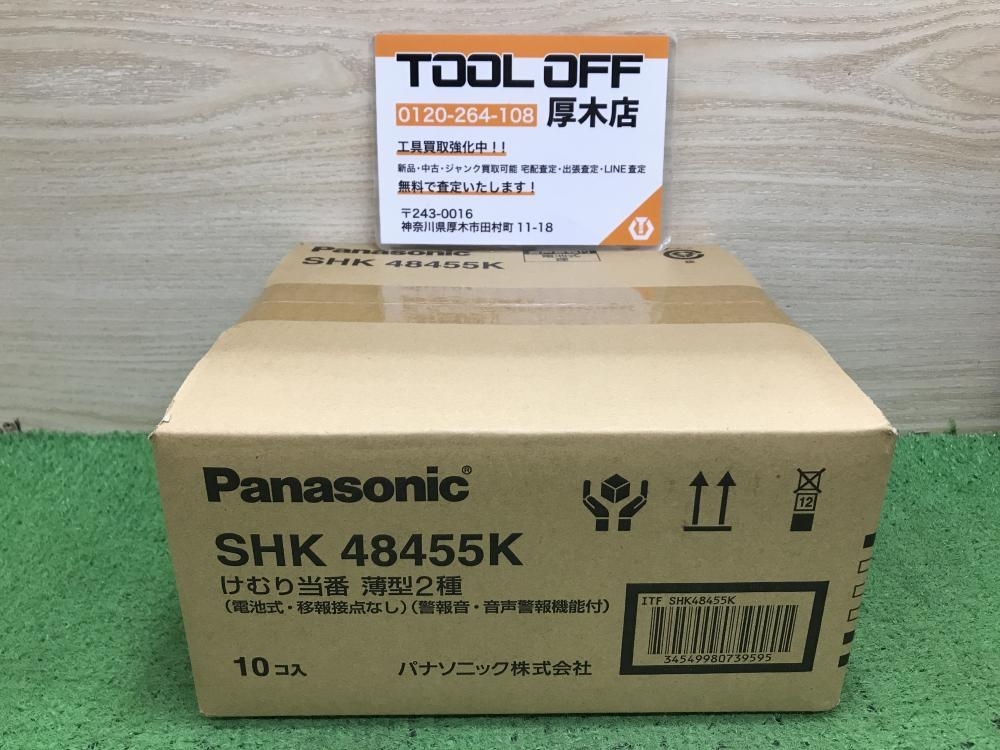 TOOL OFF
0120-264-108 厚木店
工具買取強化中!!
新品・中古・ジャンク買取可能 宅配査定・出張査定・LINE査定
無料で査定いたします!
〒243-0016
神奈川県厚木市田村町 11-18
Panasonic
SHK 48455K
電池式
Panasonic®
SHK 48455K
けむり当番 薄型2種
(電池式・移報接点なし)(警報音・音声警報機能付)
10コ入
パナソニック株式会社
12
ITF SHK48455K
34549980739595